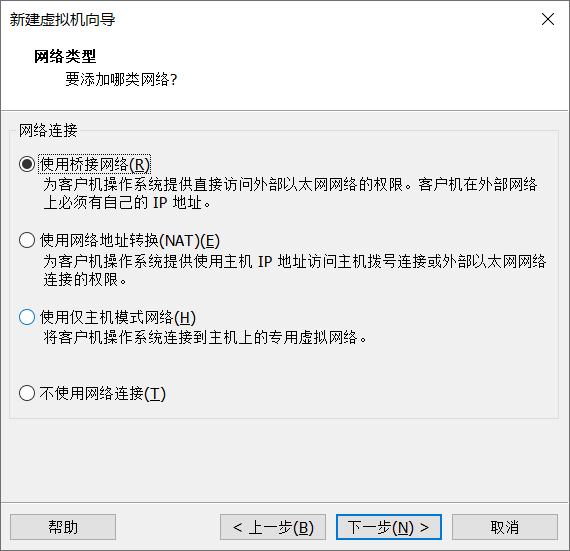 新建虚拟机向导
网络类型
要添加哪类网络?
网络连接
使用桥接网络(R)
为客户机操作系统提供直接访问外部以太网网络的权限。客户机在外部网络
上必须有自己的 IP 地址。
使用网络地址转换(NAT)(E)
为客户机操作系统提供使用主机 IP 地址访问主机拨号连接或外部以太网网络
连接的权限。
使用仅主机模式网络(H)
将客户机操作系统连接到主机上的专用虚拟网络。
不使用网络连接(T)
帮助
< 上一步(B)
下一步(N) >
取消